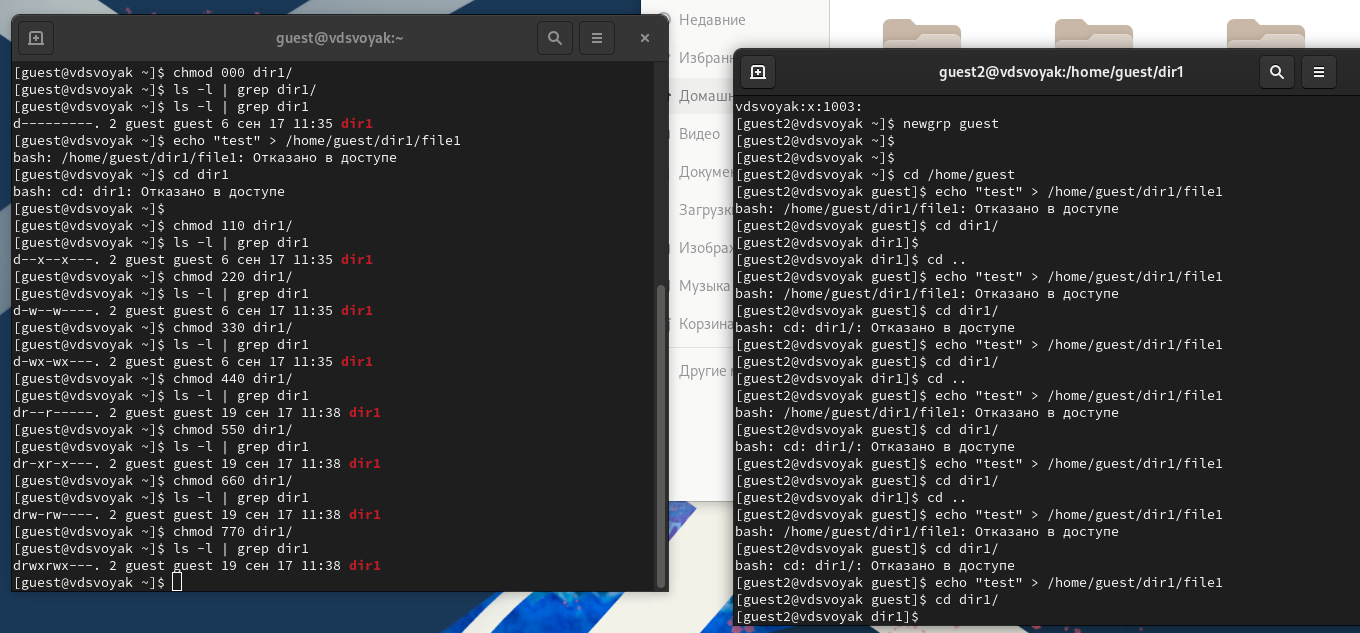 guest@vdsvoyak:~
[guest@vdsvoyak ~]$ chmod 000 dir1/
[guest@vdsvoyak ~]$ ls -l | grep dir1/
[guest@vdsvoyak ~]$ ls -l | grep dir1
d---------. 2 guest guest 6 сен 17 11:35 dir1
[guest@vdsvoyak ~]$ echo "test" > /home/guest/dir1/file1
bash: /home/guest/dir1/file1: Отказано в доступе
[guest@vdsvoyak ~]$ cd dir1
bash: cd: dir1: Отказано в доступе
[guest@vdsvoyak ~]$
[guest@vdsvoyak ~]$ chmod 110 dir1/
[guest@vdsvoyak ~]$ ls -l | grep dir1
d--x--x---. 2 guest guest 6 сен 17 11:35 dir1
[guest@vdsvoyak ~]$ chmod 220 dir1/
[guest@vdsvoyak ~]$ ls -l | grep dir1
d-w--w----. 2 guest guest 6 сен 17 11:35 dir1
[guest@vdsvoyak ~]$ chmod 330 dir1/
[guest@vdsvoyak ~]$ ls -l | grep dir1
d-wx-wx---. 2 guest guest 6 сен 17 11:35 dir1
[guest@vdsvoyak ~]$ chmod 440 dir1/
[guest@vdsvoyak ~]$ ls -l | grep dir1
dr--r-----. 2 guest guest 19 сен 17 11:38 dir1
[guest@vdsvoyak ~]$ chmod 550 dir1/
[guest@vdsvoyak ~]$ ls -l | grep dir1
dr-xr-x---. 2 guest guest 19 сен 17 11:38 dir1
[guest@vdsvoyak ~]$ chmod 660 dir1/
[guest@vdsvoyak ~]$ ls -l | grep dir1
drw-rw----. 2 guest guest 19 сен 17 11:38 dir1
[guest@vdsvoyak ~]$ chmod 770 dir1/
[guest@vdsvoyak ~]$ ls -l | grep dir1
drwxrwx---. 2 guest guest 19 сен 17 11:38 dir1
[guest@vdsvoyak ~]$
Недавние
Избранн
Домашн
Видео
Докуме
Загрузк
Изобра
Музыка
Корзина
Другие
guest2@vdsvoyak:/home/guest/dir1
vdsvoyak:x:1003:
[guest2@vdsvoyak ~]$ newgrp guest
[guest2@vdsvoyak ~]$
[guest2@vdsvoyak ~]$
[guest2@vdsvoyak ~]$ cd /home/guest
[guest2@vdsvoyak guest]$ echo "test" > /home/guest/dir1/file1
bash: /home/guest/dir1/file1: Отказано в доступе
[guest2@vdsvoyak guest]$ cd dir1/
[guest2@vdsvoyak dir1]$
[guest2@vdsvoyak dir1]$ cd ..
[guest2@vdsvoyak guest]$ echo "test" > /home/guest/dir1/file1
bash: /home/guest/dir1/file1: Отказано в доступе
[guest2@vdsvoyak guest]$ cd dir1/
bash: cd: dir1/: Отказано в доступе
[guest2@vdsvoyak guest]$ echo "test" > /home/guest/dir1/file1
[guest2@vdsvoyak guest]$ cd dir1/
[guest2@vdsvoyak dir1]$ cd ..
[guest2@vdsvoyak guest]$ echo "test" > /home/guest/dir1/file1
bash: /home/guest/dir1/file1: Отказано в доступе
[guest2@vdsvoyak guest]$ cd dir1/
bash: cd: dir1/: Отказано в доступе
[guest2@vdsvoyak guest]$ echo "test" > /home/guest/dir1/file1
[guest2@vdsvoyak guest]$ cd dir1/
[guest2@vdsvoyak dir1]$ cd ..
[guest2@vdsvoyak guest]$ echo "test" > /home/guest/dir1/file1
bash: /home/guest/dir1/file1: Отказано в доступе
[guest2@vdsvoyak guest]$ cd dir1/
bash: cd: dir1/: Отказано в доступе
[guest2@vdsvoyak guest]$ echo "test" > /home/guest/dir1/file1
[guest2@vdsvoyak guest]$ cd dir1/
[guest2@vdsvoyak dir1]$